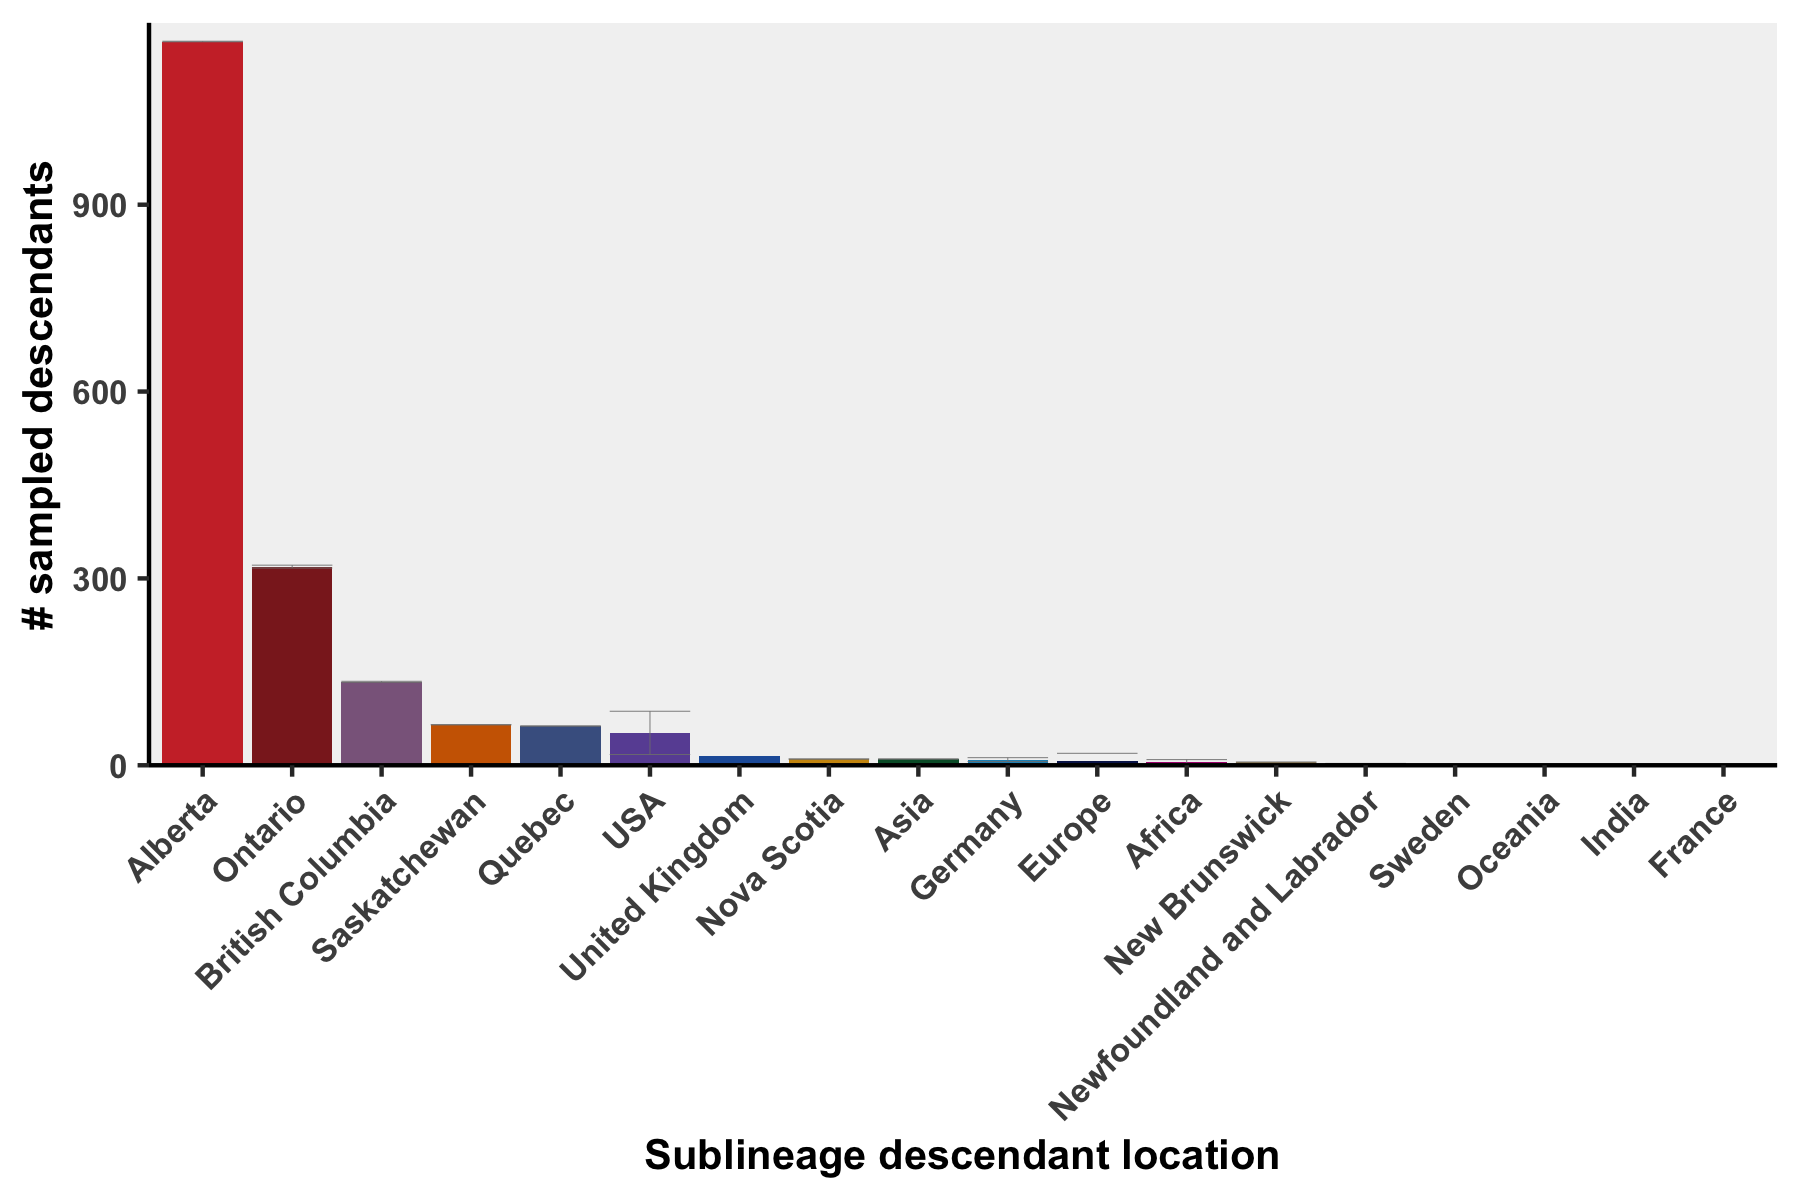 # sampled descendants
900
600
300
0
Alberta
Ontario
British Columbia
Saskatchewan
Quebec
USA
United Kingdom
Nova Scotia
Asia
Germany
Europe
Africa
New Brunswick
Newfoundland and Labrador
Sweden
Oceania
India
France
Sublineage descendant location